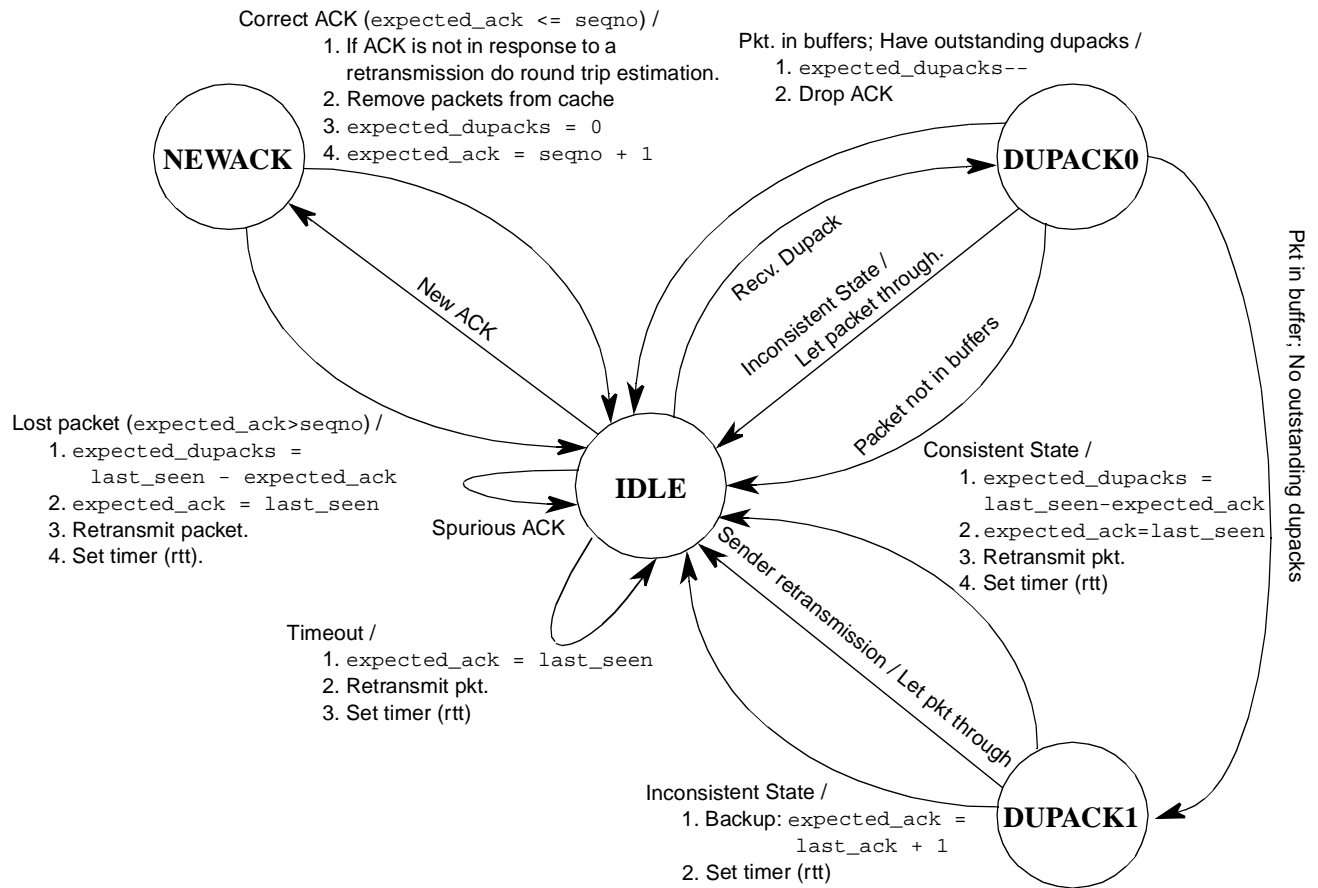 Correct ACK (expected_ack <= seqno) /
1. If ACK is not in response to a
retransmission do round trip estimation.
2. Remove packets from cache
3. expected_dupacks = 0
4. expected_ack = seqno + 1
Pkt. in buffers; Have outstanding dupacks /
1. expected_dupacks--
2. Drop ACK
NEWACK
DUPACK0
New ACK
Recv. Dupack
Inconsistent State /
Let packet through.
Packet not in buffers
Pkt in buffer; No outstanding dupacks
Lost packet (expected_ack>seqno) /
1. expected_dupacks =
last_seen - expected_ack
2. expected_ack = last_seen
3. Retransmit packet.
4. Set timer (rtt).
IDLE
Spurious ACK
Consistent State /
1. expected_dupacks =
last_seen-expected_ack
2.expected_ack=last_seen
3. Retransmit pkt.
4. Set timer (rtt)
Sender retransmission / Let pkt through
Timeout /
1. expected_ack = last_seen
2. Retransmit pkt.
3. Set timer (rtt)
Inconsistent State /
1. Backup: expected_ack =
last_ack + 1
2. Set timer (rtt)
DUPACK1